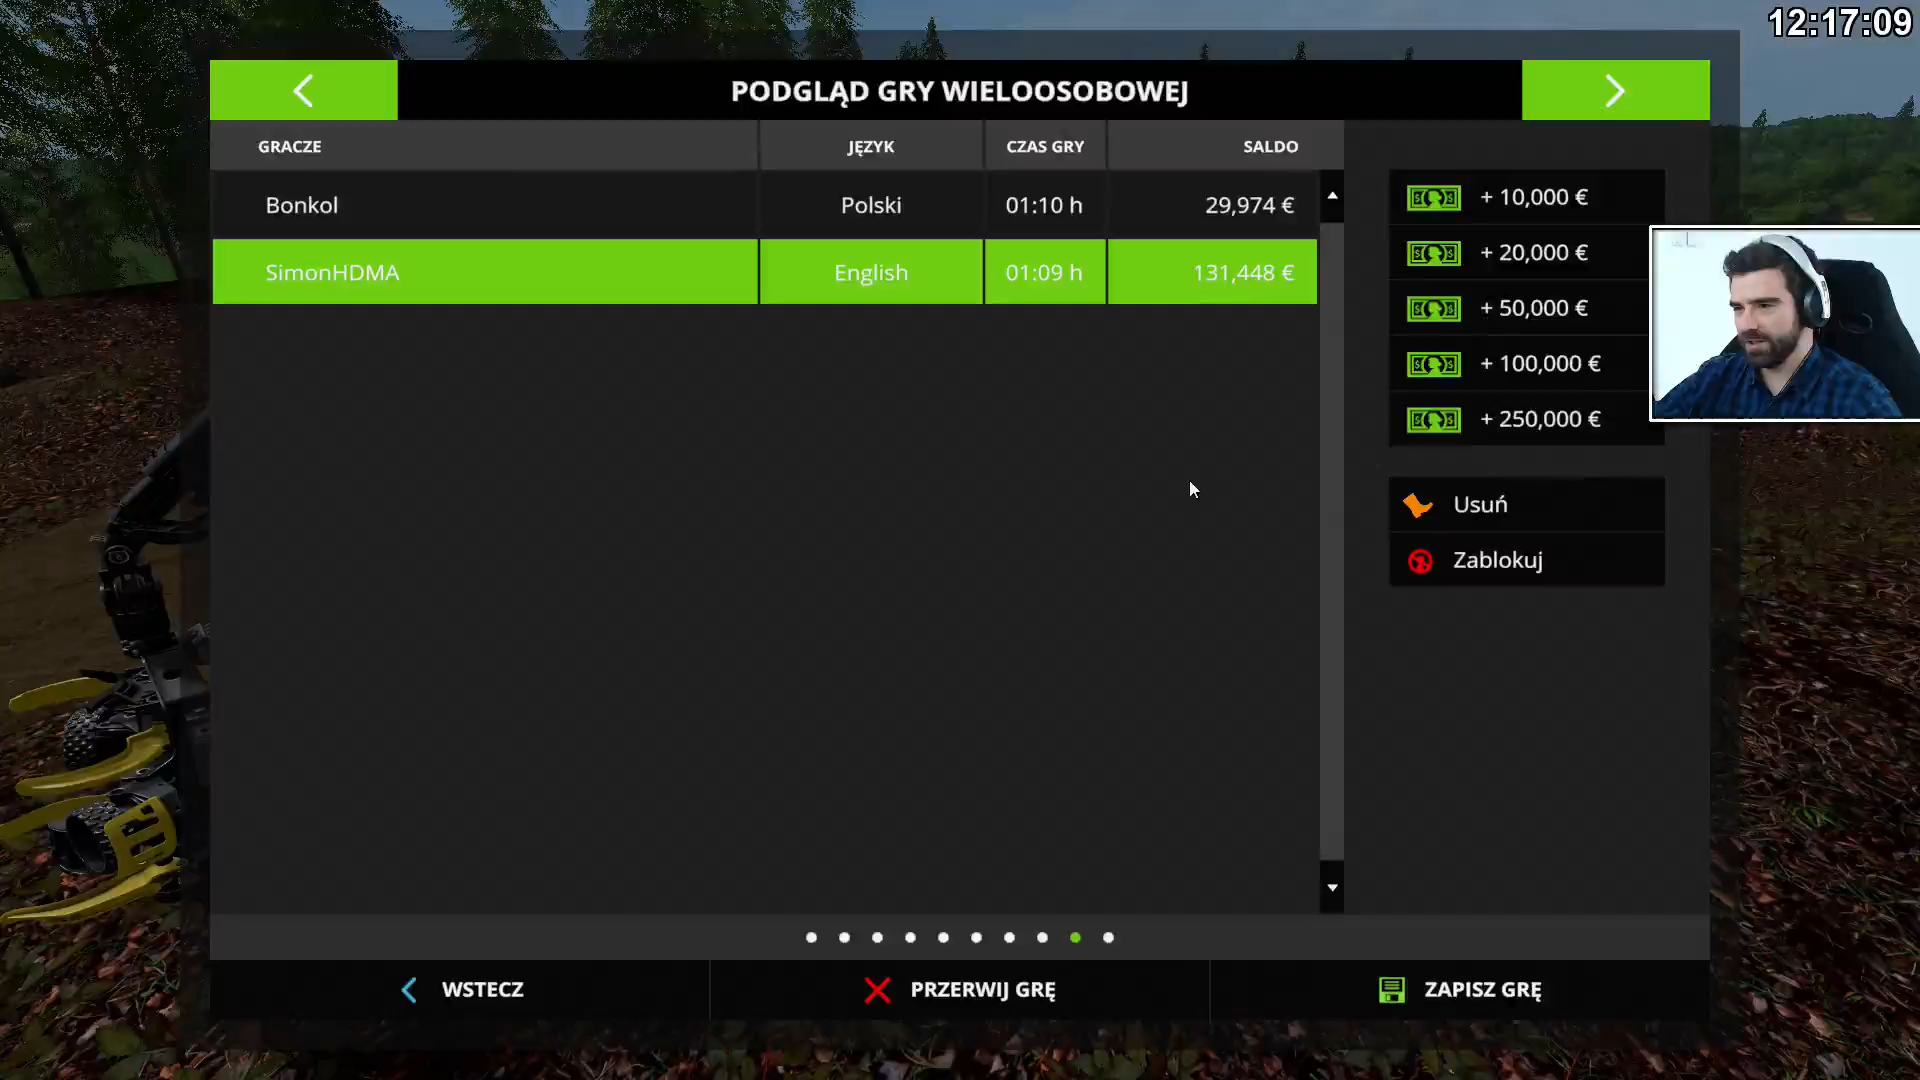 12:17:09
PODGLĄD GRY WIELOOSOBOWEJ
GRACZE JĘZYK CZAS GRY SALDO
Bonkol Polski 01:10 h 29,974 €
SimonHDMA English 01:09 h 131,448 €
+ 10,000 €
+ 20,000 €
+ 50,000 €
+ 100,000 €
+ 250,000 €
Usuń
Zablokuj
WSTECZ PRZERWIJ GRĘ ZAPISZ GRĘ